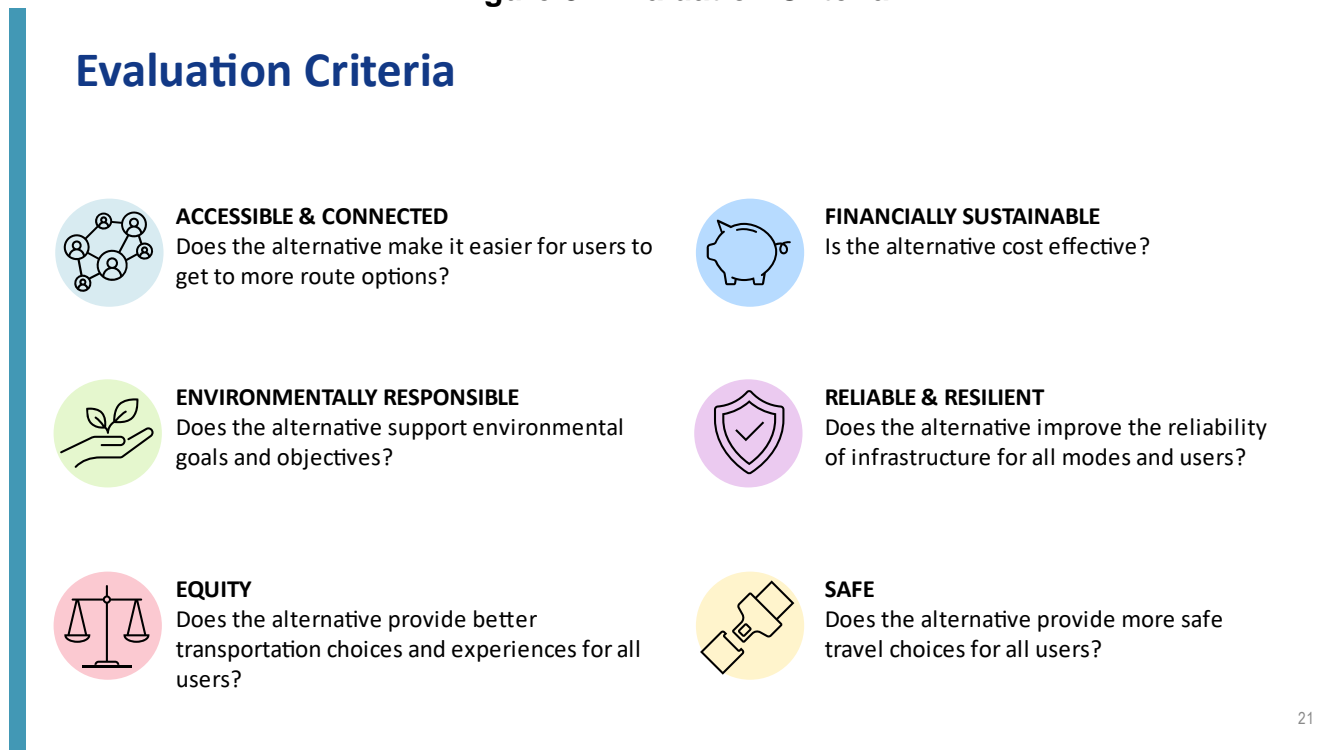 Evaluation Criteria
ACCESSIBLE & CONNECTED
Does the alternative make it easier for users to
get to more route options?
FINANCIALLY SUSTAINABLE
Is the alternative cost effective?
ENVIRONMENTALLY RESPONSIBLE
Does the alternative support environmental
goals and objectives?
RELIABLE & RESILIENT
Does the alternative improve the reliability
of infrastructure for all modes and users?
EQUITY
Does the alternative provide better
transportation choices and experiences for all
users?
SAFE
Does the alternative provide more safe
travel choices for all users?
21